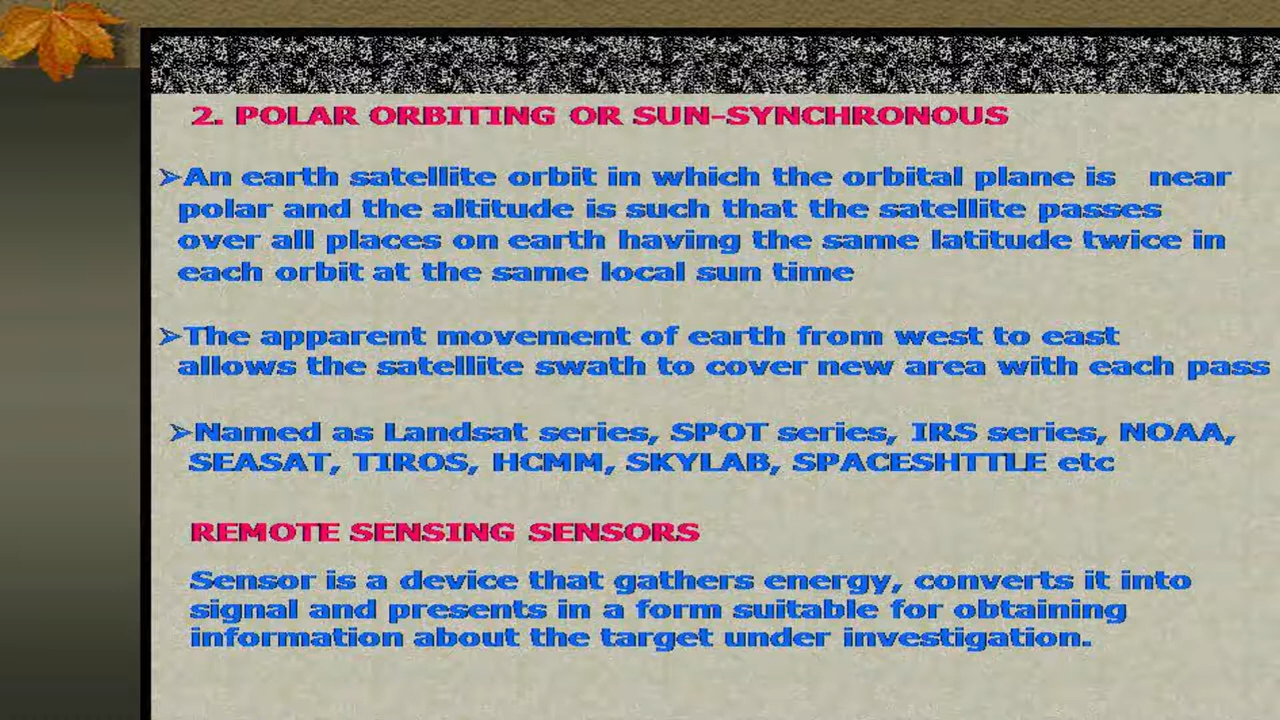 2. POLAR ORBITING OR SUN-SYNCHRONOUS
➢An earth satellite orbit in which the orbital plane is near
polar and the altitude is such that the satellite passes
over all places on earth having the same latitude twice in
each orbit at the same local sun time
➢The apparent movement of earth from west to east
allows the satellite swath to cover new area with each pass
➢Named as Landsat series, SPOT series, IRS series, NOAA,
SEASAT, TIROS, HCMM, SKYLAB, SPACESHTTLE etc
REMOTE SENSING SENSORS
Sensor is a device that gathers energy, converts it into
signal and presents in a form suitable for obtaining
information about the target under investigation.